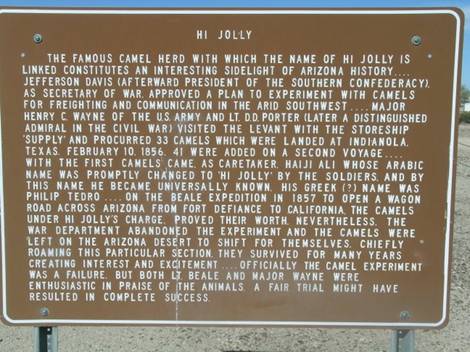 HI JOLLY
THE FAMOUS CAMEL HERD WITH WHICH THE NAME OF HI JOLLY IS
LINKED CONSTITUTES AN INTERESTING SIDELIGHT OF ARIZONA HISTORY....
JEFFERSON DAVIS (AFTERWARD PRESIDENT OF THE SOUTHERN CONFEDERACY),
AS SECRETARY OF WAR, APPROVED A PLAN TO EXPERIMENT WITH CAMELS
FOR FREIGHTING AND COMMUNICATION IN THE ARID SOUTHWEST.... MAJOR
HENRY C. WAYNE OF THE U.S. ARMY AND LT. D.D. PORTER (LATER A DISTINGUISHED
ADMIRAL IN THE CIVIL WAR) VISITED THE LEVANT WITH THE STORESHIP
'SUPPLY' AND PROCURRED 33 CAMELS WHICH WERE LANDED AT INDIANOLA,
TEXAS, FEBRUARY 10, 1856. 41 WERE ADDED ON A SECOND VOYAGE....
WITH THE FIRST CAMELS CAME, AS CARETAKER, HAIJI ALI WHOSE ARABIC
NAME WAS PROMPTLY CHANGED TO 'HI JOLLY' BY THE SOLDIERS, AND BY
THIS NAME HE BECAME UNIVERSALLY KNOWN. HIS GREEK (?) NAME WAS
PHILIP TEDRO.... ON THE BEALE EXPEDITION IN 1857 TO OPEN A WAGON
ROAD ACROSS ARIZONA FROM FORT DEFIANCE TO CALIFORNIA, THE CAMELS
UNDER HI JOLLY'S CHARGE, PROVED THEIR WORTH. NEVERTHELESS, THE
WAR DEPARTMENT ABANDONED THE EXPERIMENT AND THE CAMELS WERE
LEFT ON THE ARIZONA DESERT TO SHIFT FOR THEMSELVES. CHIEFLY
ROAMING THIS PARTICULAR SECTION, THEY SURVIVED FOR MANY YEARS
CREATING INTEREST AND EXCITEMENT.... OFFICIALLY THE CAMEL EXPERIMENT
WAS A FAILURE, BUT BOTH LT. BEALE AND MAJOR WAYNE WERE
ENTHUSIASTIC IN PRAISE OF THE ANIMALS. A FAIR TRIAL MIGHT HAVE
RESULTED IN COMPLETE SUCCESS.